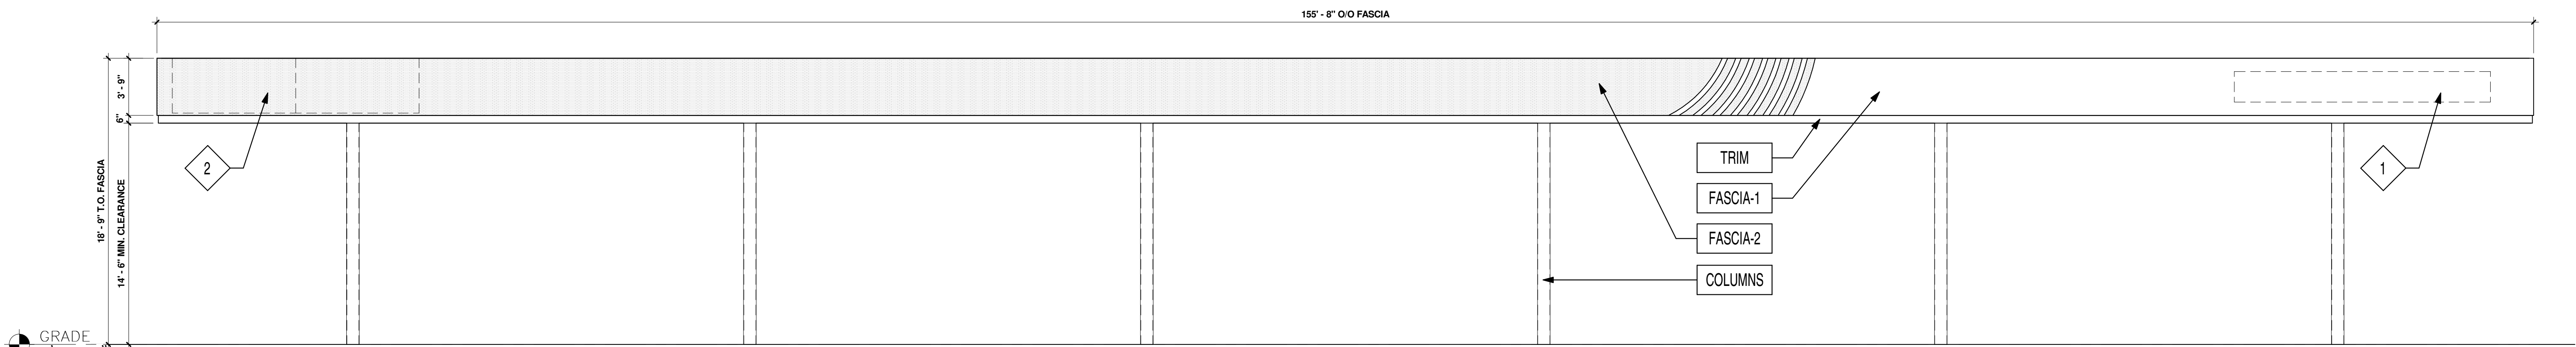 155' - 8" O/O FASCIA
3' - 9"
6"
18' - 9" T.O. FASCIA
14' - 6" MIN. CLEARANCE
2
TRIM
FASCIA-1
FASCIA-2
COLUMNS
1
GRADE